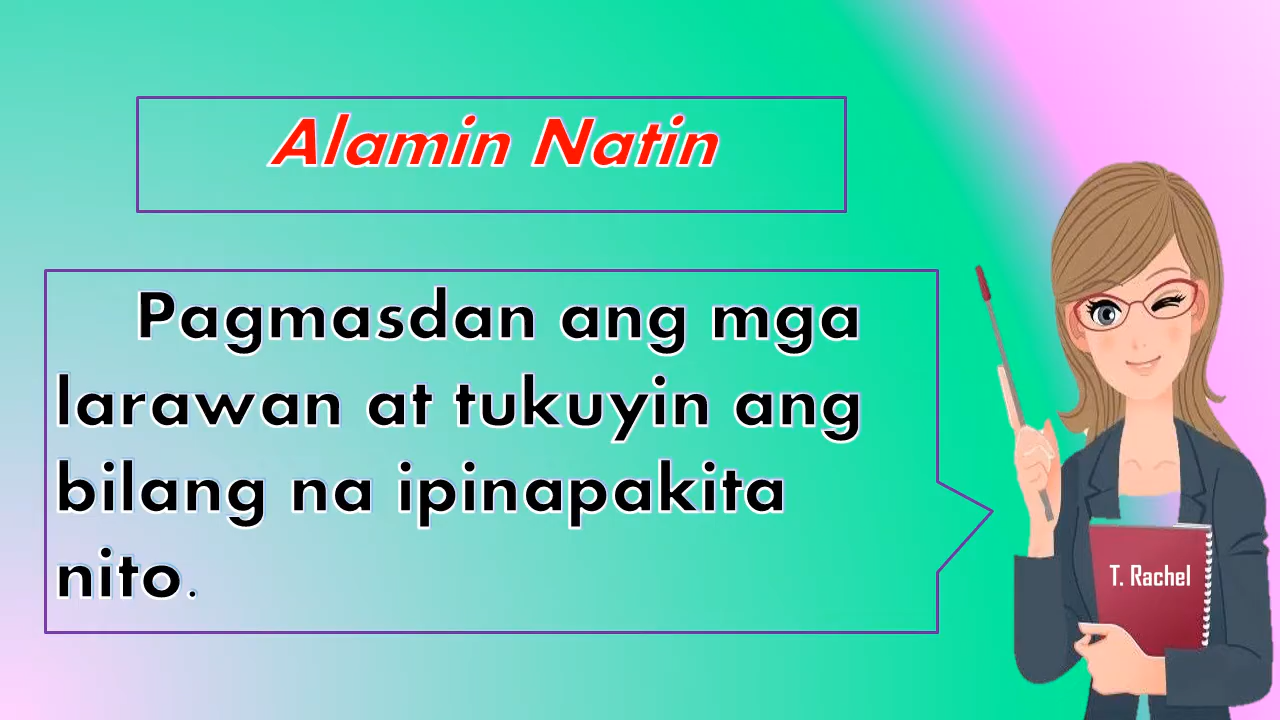 Alamin Natin
Pagmasdan ang mga
larawan at tukuyin ang
bilang na ipinapakita
nito.
T. Rachel